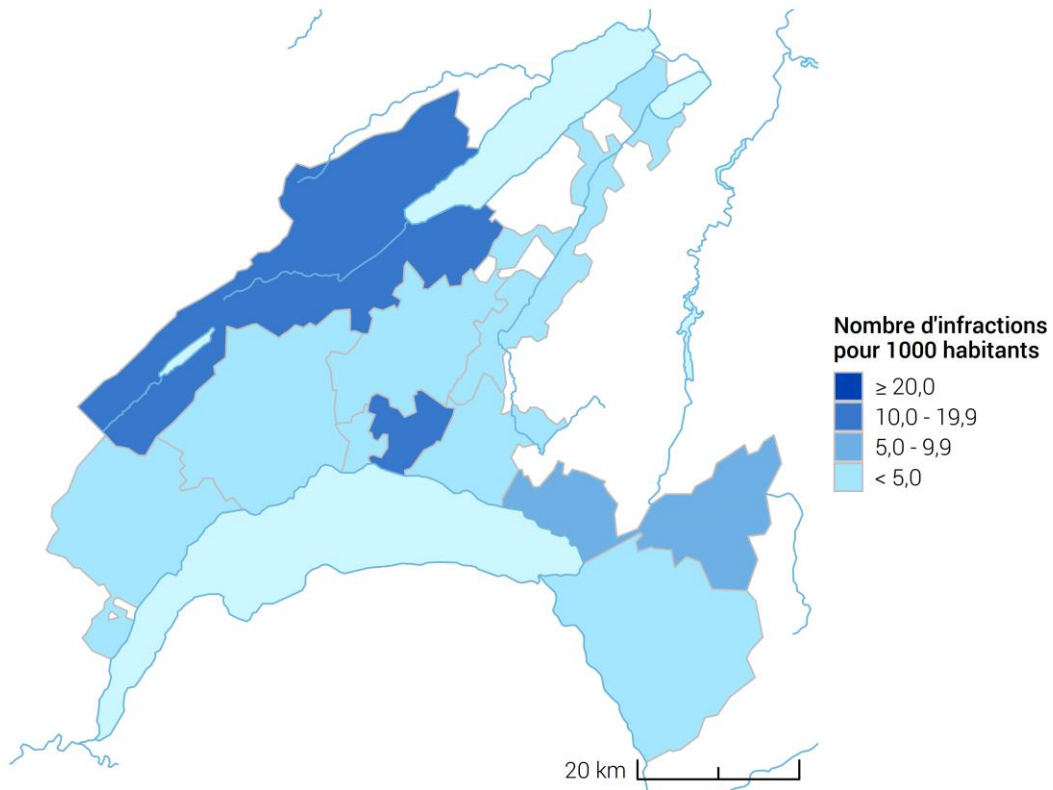 Nombre d'infractions
pour 1000 habitants
≥ 20,0
10,0 - 19,9
5,0 - 9,9
< 5,0
20 km